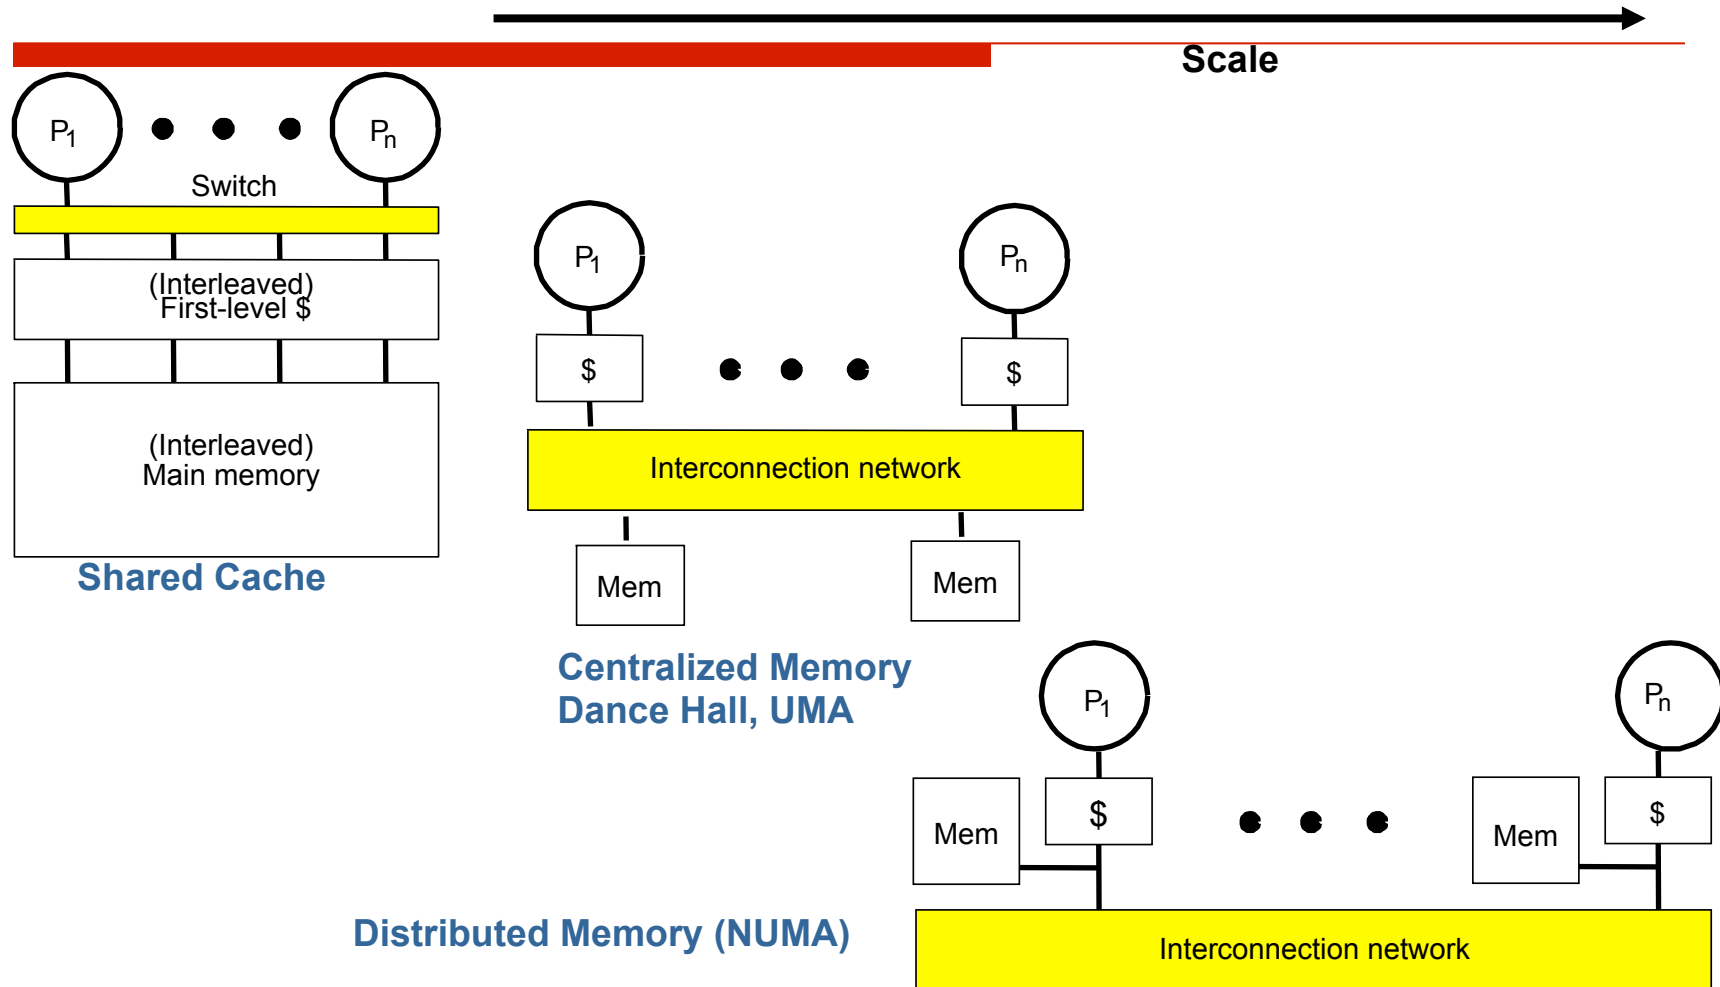 Scale
P1
Pn
Switch
(Interleaved)
First-level $
(Interleaved)
Main memory
Shared Cache
P1
Pn
$
$
Interconnection network
Mem
Mem
Centralized Memory
Dance Hall, UMA
P1
Pn
Mem
$
Mem
$
Distributed Memory (NUMA)
Interconnection network